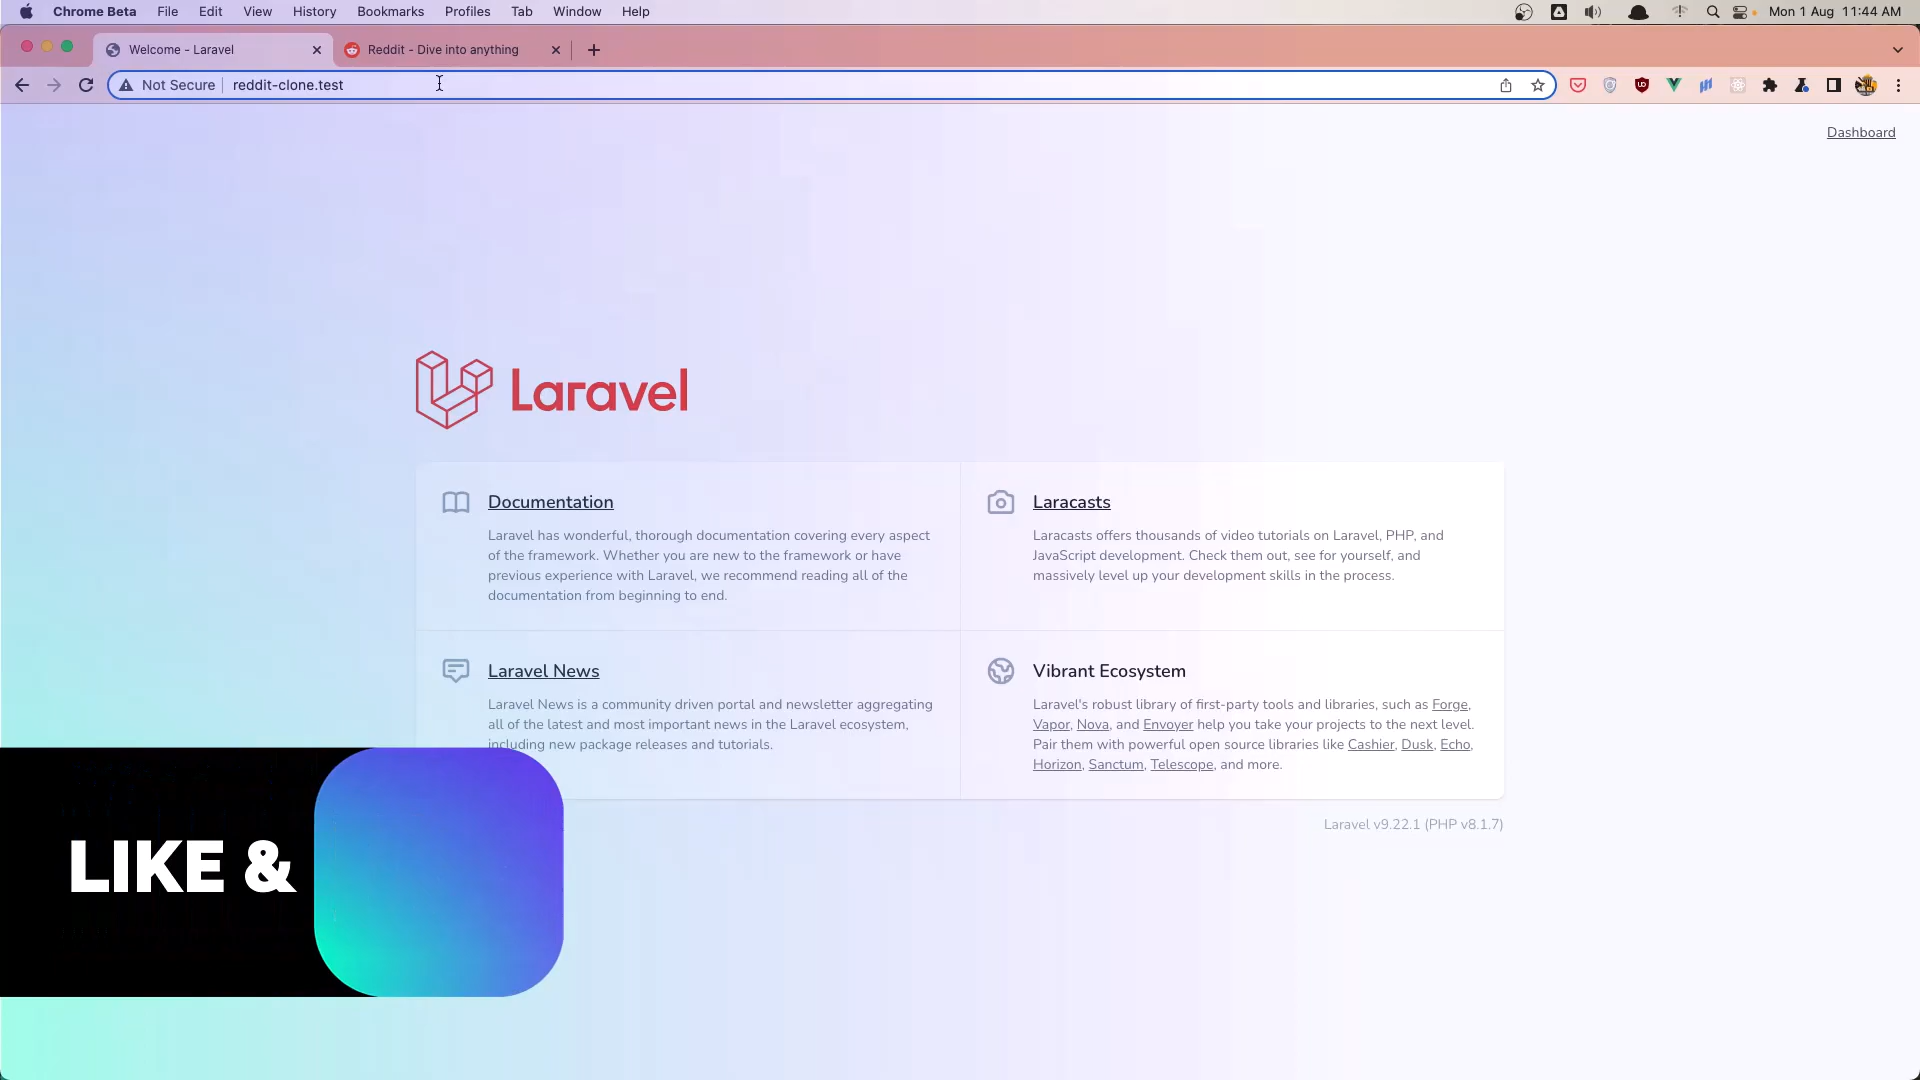 Chrome Beta File Edit View History Bookmarks Profiles Tab Window Help Mon 1 Aug 11:44 AM
Welcome - Laravel Reddit - Dive into anything
Not Secure reddit-clone.test
Dashboard
Laravel
Documentation
Laravel has wonderful, thorough documentation covering every aspect
of the framework. Whether you are new to the framework or have
previous experience with Laravel, we recommend reading all of the
documentation from beginning to end.
Laracasts
Laracasts offers thousands of video tutorials on Laravel, PHP, and
JavaScript development. Check them out, see for yourself, and
massively level up your development skills in the process.
Laravel News
Laravel News is a community driven portal and newsletter aggregating
all of the latest and most important news in the Laravel ecosystem,
including new package releases and tutorials.
Vibrant Ecosystem
Laravel's robust library of first-party tools and libraries, such as Forge,
Vapor, Nova, and Envoyer help you take your projects to the next level.
Pair them with powerful open source libraries like Cashier, Dusk, Echo,
Horizon, Sanctum, Telescope, and more.
Laravel v9.22.1 (PHP v8.1.7)
LIKE &